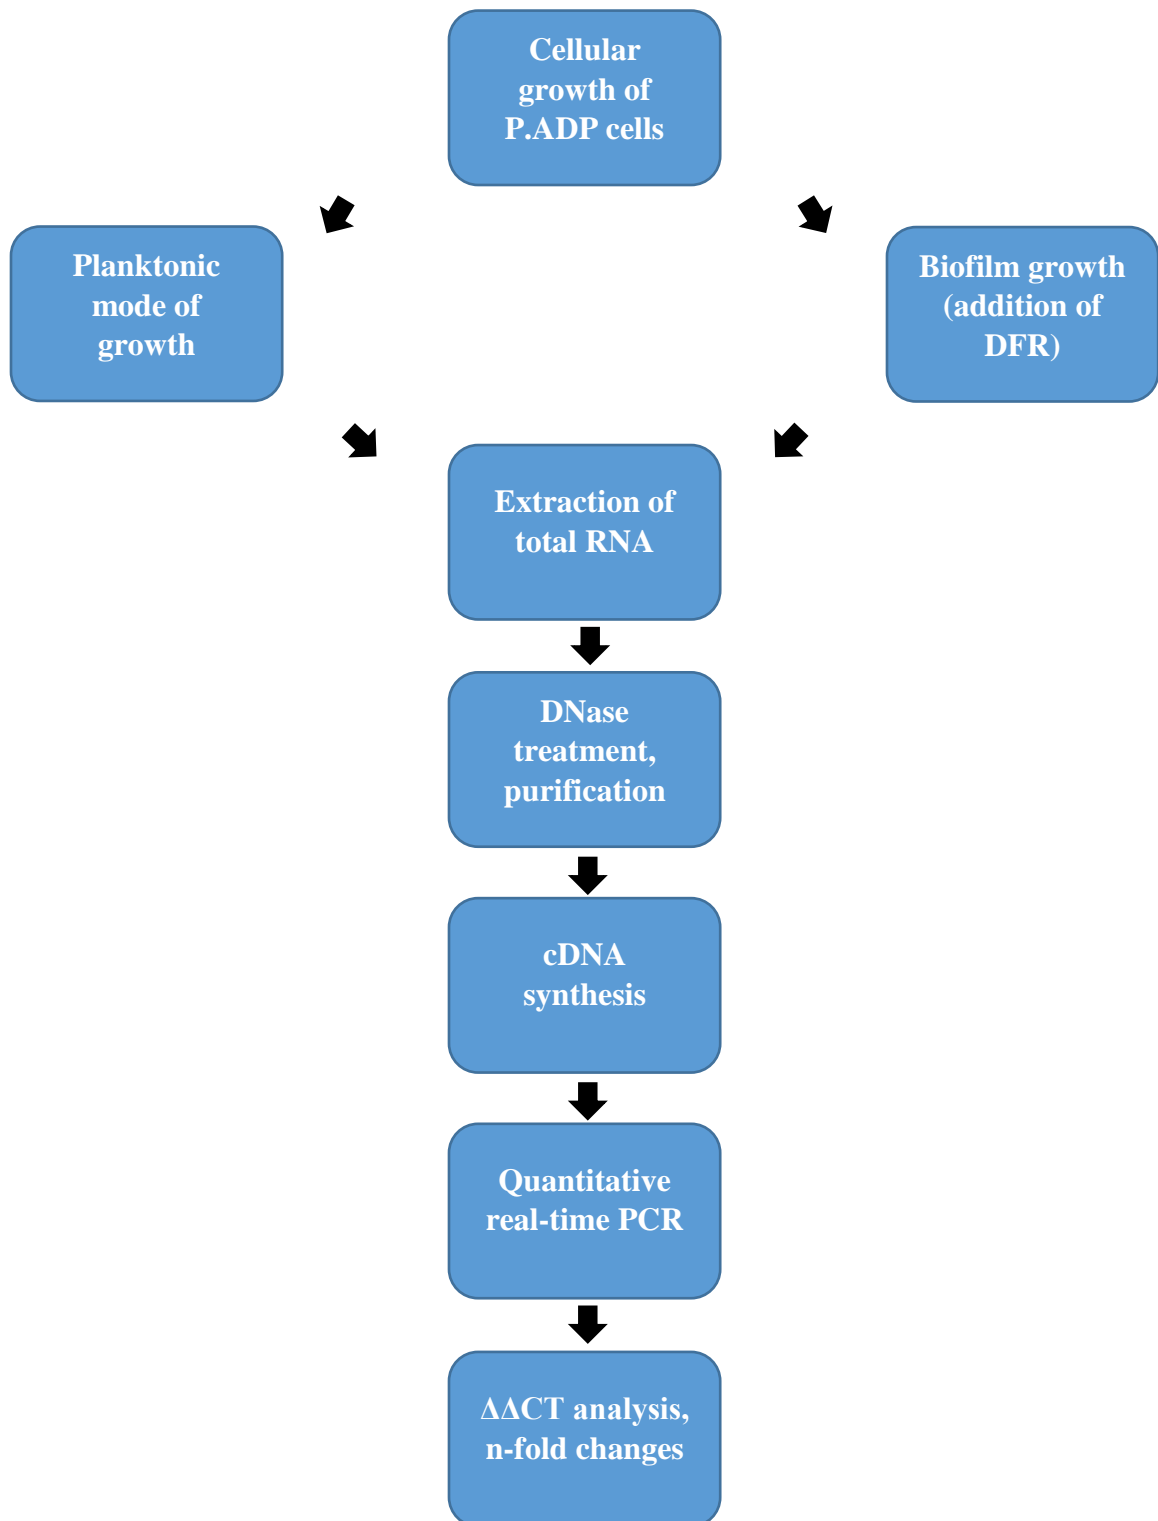 Cellular
growth of
P.ADP cells
Planktonic
mode of
growth
Biofilm growth
(addition of
DFR)
Extraction of
total RNA
DNase
treatment,
purification
cDNA
synthesis
Quantitative
real-time PCR
ΔΔCT analysis,
n-fold changes